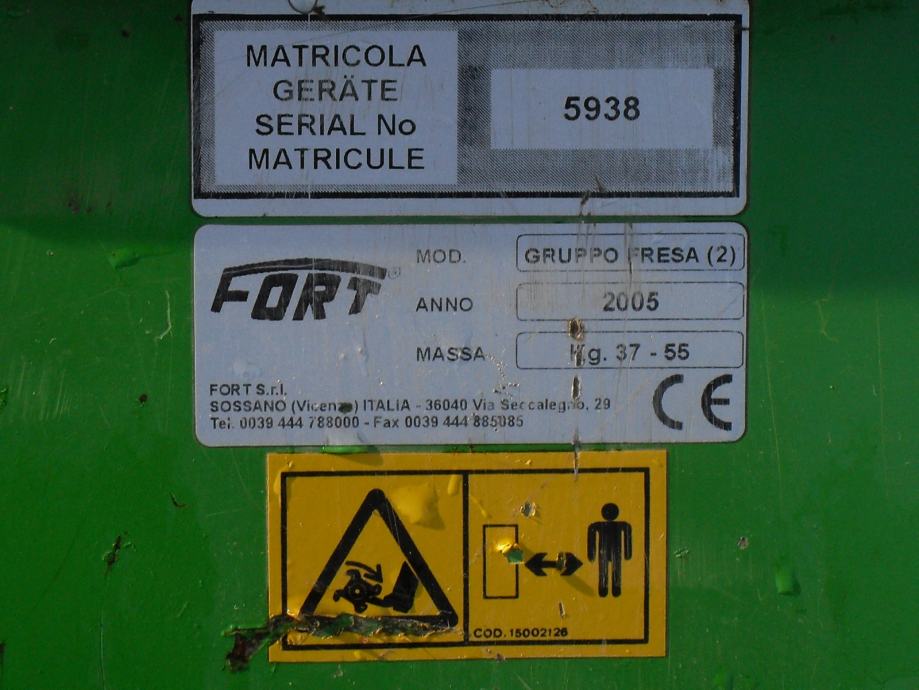 MATRICOLA
GERÄTE
SERIAL No
MATRICULE
5938
FORT®
MOD. GRUPPO FRESA (2)
ANNO 2005
MASSA Kg. 37 - 55
FORT S.r.l.
SOSSANO (Vicenza) ITALIA - 36040 Via Seccalegno, 29
Tel. 0039 444 788000 - Fax 0039 444 885085
CE
COD. 15002126